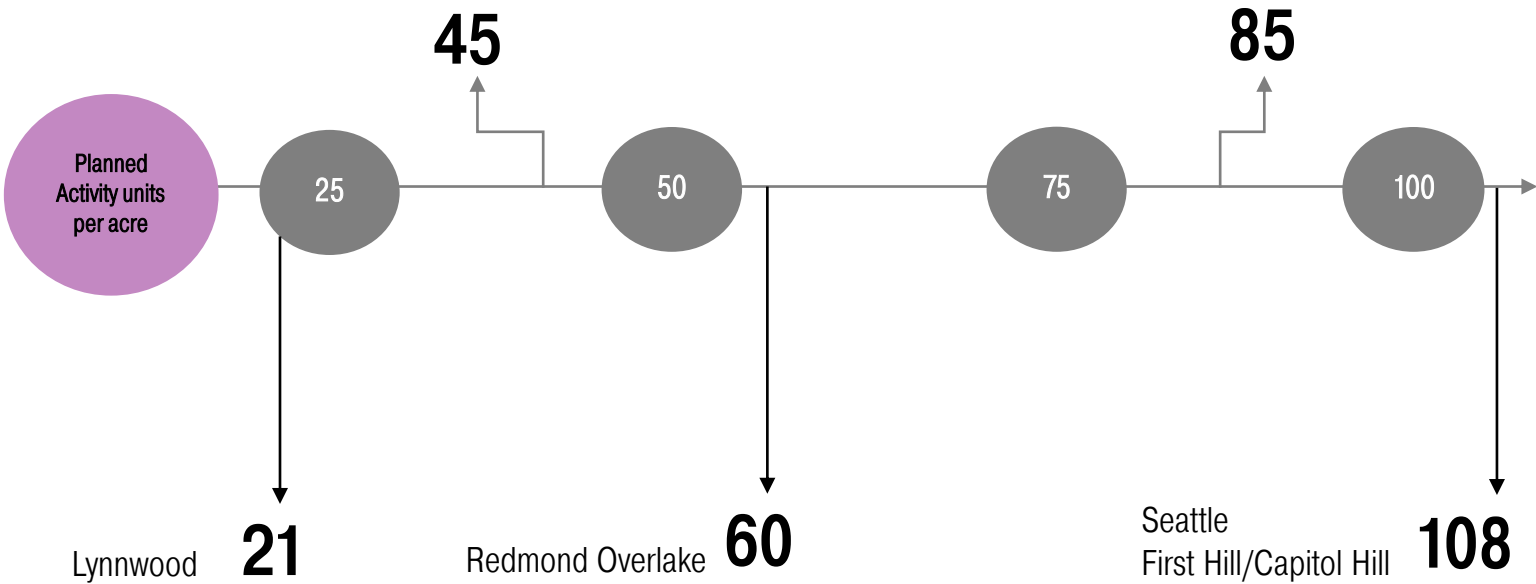 45
85
Planned
Activity units
per acre
25
50
75
100
Lynnwood 21
Redmond Overlake 60
Seattle
First Hill/Capitol Hill 108